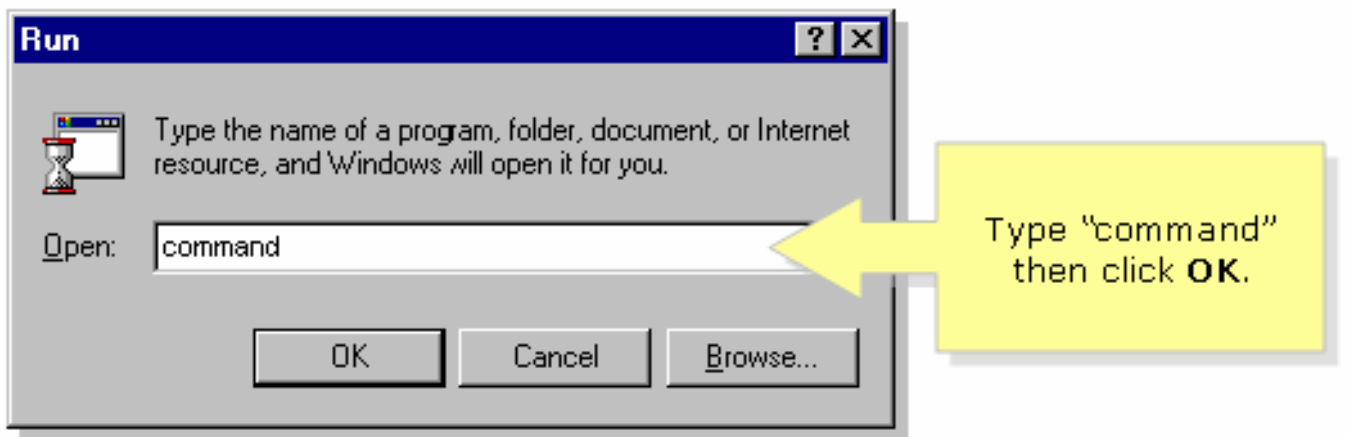 Run
Type the name of a program, folder, document, or Internet
resource, and Windows will open it for you.
Open:
command
OK
Cancel
Browse...
Type “command”
then click OK.